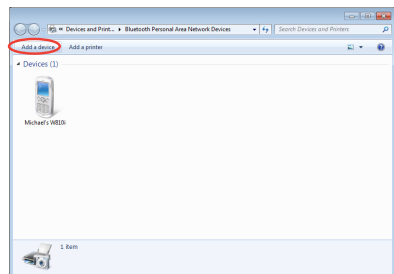 « Devices and Print... ▸ Bluetooth Personal Area Network Devices
Search Devices and Printers
Add a device Add a printer
Devices (1)
Michael's W810i
1 item